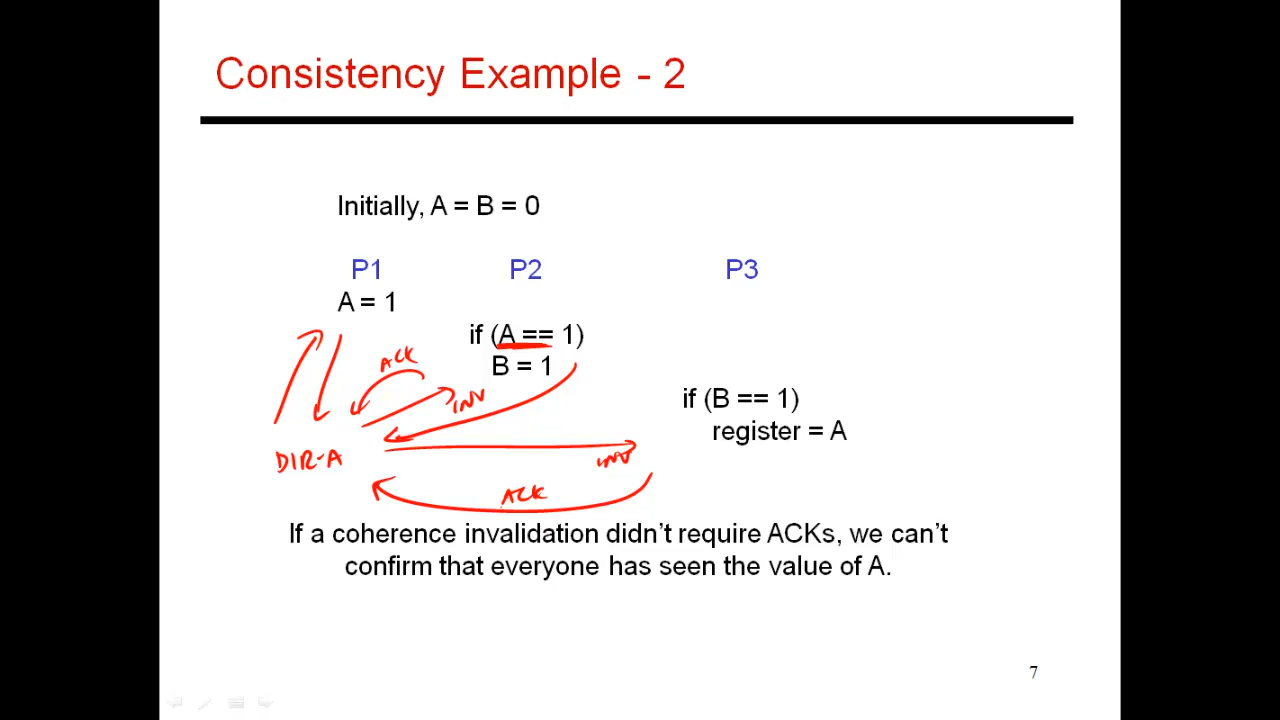 Consistency Example - 2
Initially, A = B = 0
P1 P2 P3
A = 1
if (A == 1)
B = 1
ACK
INV
if (B == 1)
register = A
DIR-A
INV
ACK
If a coherence invalidation didn't require ACKs, we can't
confirm that everyone has seen the value of A.
7